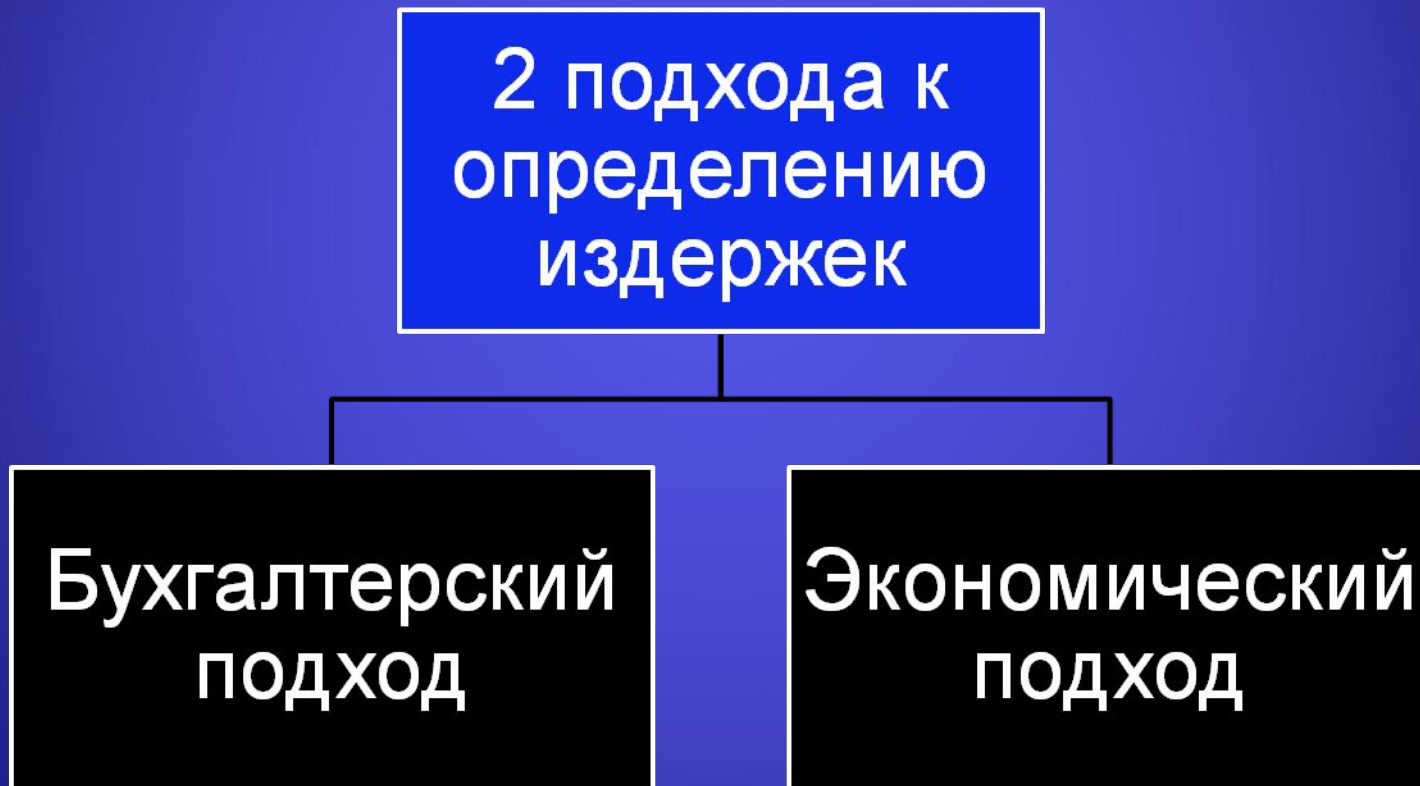 2 подхода к
определению
издержек
Бухгалтерский
подход
Экономический
подход